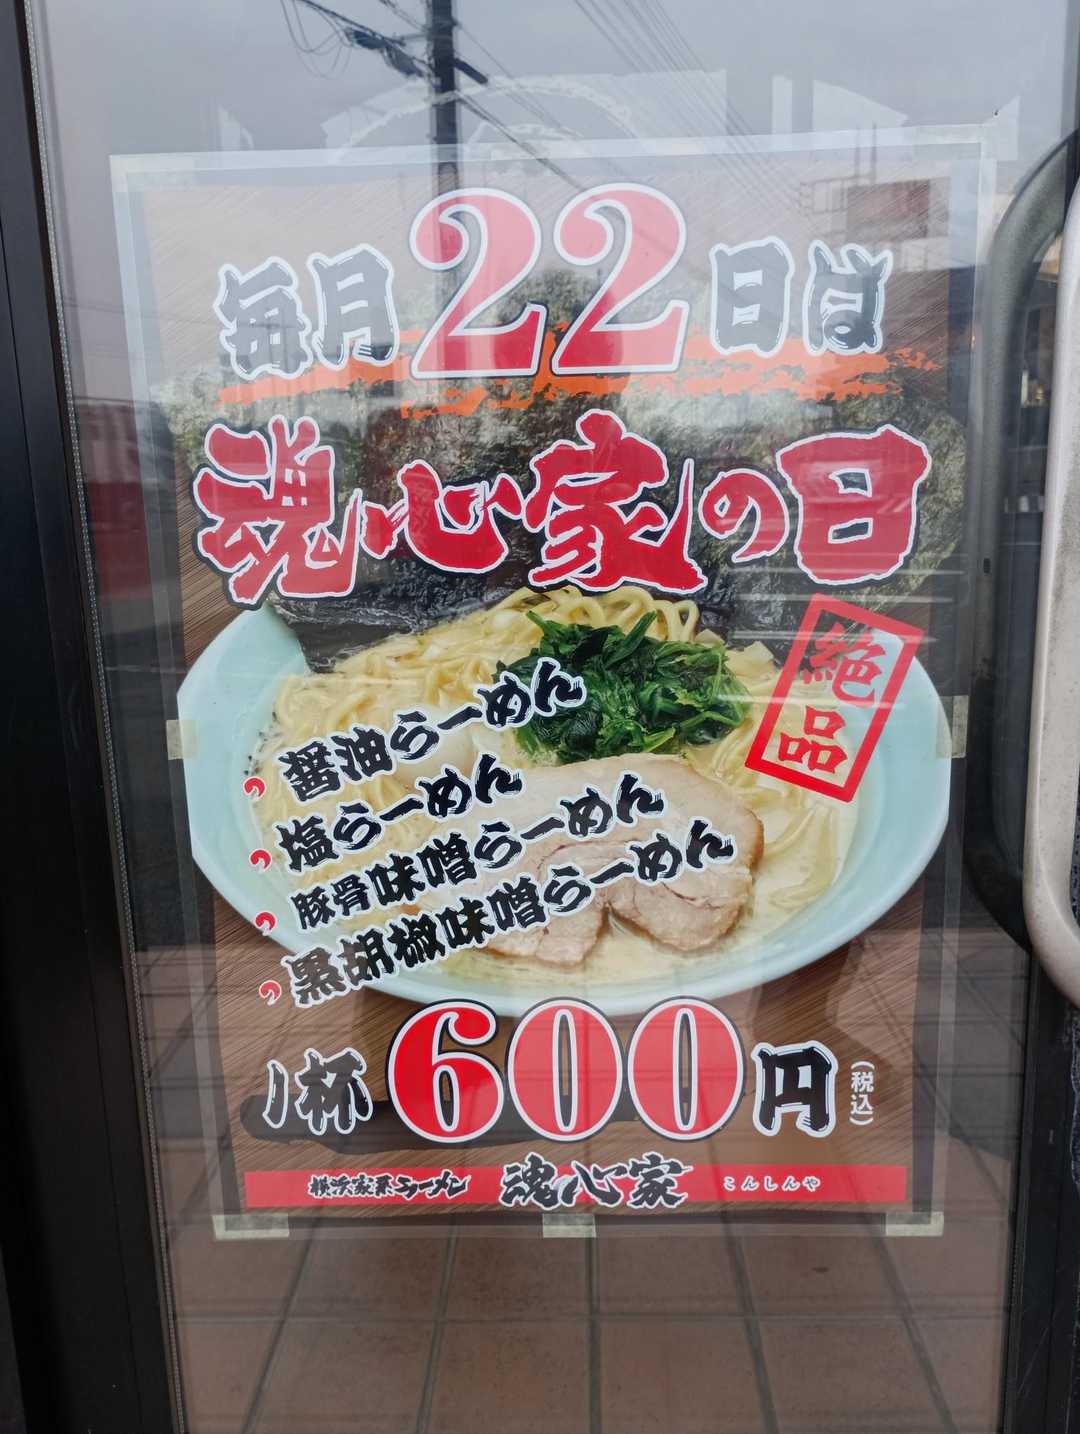 毎月22日は
魂心家の日
絶品
醤油らーめん
塩らーめん
豚骨味噌らーめん
黒胡椒味噌らーめん
1杯600円(税込)
横浜家系ラーメン 魂心家 こんしんや